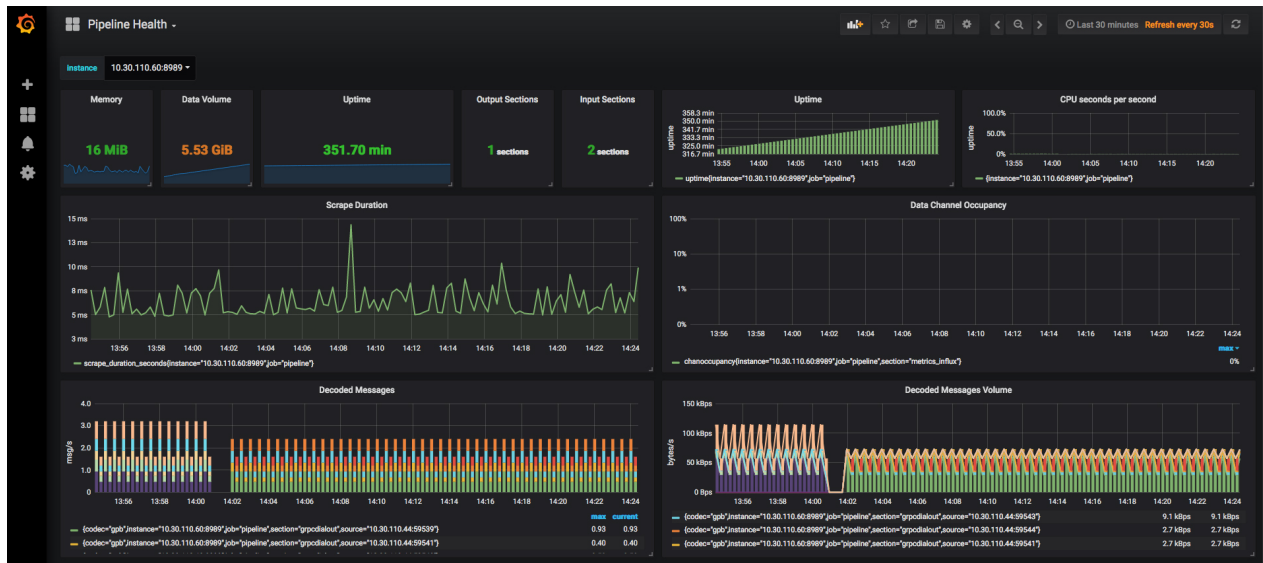 Pipeline Health
Last 30 minutes Refresh every 30s
Instance 10.30.110.60:8989
Memory
16 MiB
Data Volume
5.53 GiB
Uptime
351.70 min
Output Sections
1 sections
Input Sections
2 sections
Uptime
uptime
358.3 min
350.0 min
341.7 min
333.3 min
325.0 min
316.7 min
13:55 14:00 14:05 14:10 14:15 14:20
uptime{instance="10.30.110.60:8989",job="pipeline"}
CPU seconds per second
uptime
100.0%
50.0%
0%
13:55 14:00 14:05 14:10 14:15 14:20
{instance="10.30.110.60:8989",job="pipeline"}
Scrape Duration
15 ms
13 ms
10 ms
8 ms
5 ms
3 ms
13:56 13:58 14:00 14:02 14:04 14:06 14:08 14:10 14:12 14:14 14:16 14:18 14:20 14:22 14:24
scrape_duration_seconds{instance="10.30.110.60:8989",job="pipeline"}
Data Channel Occupancy
100%
10%
1%
0%
13:56 13:58 14:00 14:02 14:04 14:06 14:08 14:10 14:12 14:14 14:16 14:18 14:20 14:22 14:24
max
chanoccupancy{instance="10.30.110.60:8989",job="pipeline",section="metrics_influx"} 0%
Decoded Messages
msg/s
4.0
3.0
2.0
1.0
0
13:56 13:58 14:00 14:02 14:04 14:06 14:08 14:10 14:12 14:14 14:16 14:18 14:20 14:22 14:24
max current
{codec="gpb",instance="10.30.110.60:8989",job="pipeline",section="grpcdialout",source="10.30.110.44:59539"} 0.93 0.93
{codec="gpb",instance="10.30.110.60:8989",job="pipeline",section="grpcdialout",source="10.30.110.44:59541"} 0.40 0.40
Decoded Messages Volume
bytes/s
150 kBps
100 kBps
50 kBps
0 Bps
13:56 13:58 14:00 14:02 14:04 14:06 14:08 14:10 14:12 14:14 14:16 14:18 14:20 14:22 14:24
{codec="gpb",instance="10.30.110.60:8989",job="pipeline",section="grpcdialout",source="10.30.110.44:59543"} 9.1 kBps 9.1 kBps
{codec="gpb",instance="10.30.110.60:8989",job="pipeline",section="grpcdialout",source="10.30.110.44:59544"} 2.7 kBps 2.7 kBps
{codec="gpb",instance="10.30.110.60:8989",job="pipeline",section="grpcdialout",source="10.30.110.44:59541"} 2.7 kBps 2.7 kBps